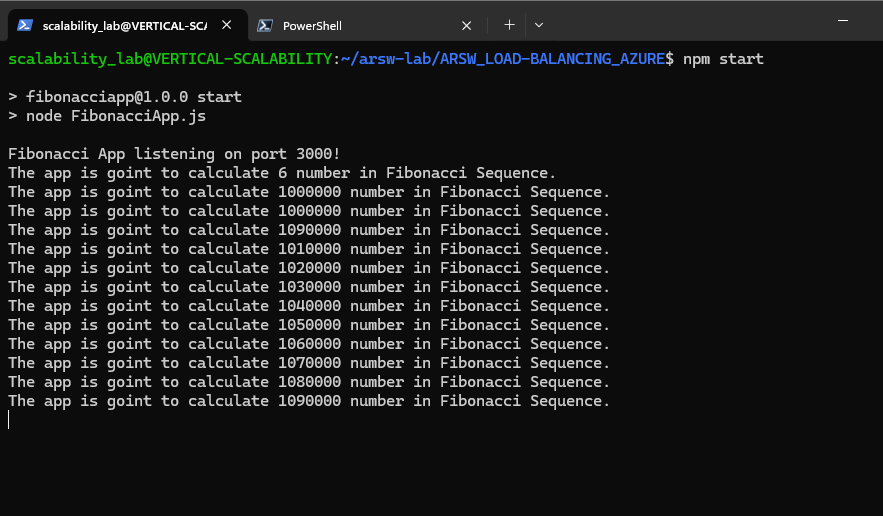 scalability_lab@VERTICAL-SC
PowerShell
scalability_lab@VERTICAL-SCALABILITY:~/arsw-lab/ARSW_LOAD-BALANCING_AZURE$ npm start
> fibonacciapp@1.0.0 start
> node FibonacciApp.js
Fibonacci App listening on port 3000!
The app is goint to calculate 6 number in Fibonacci Sequence.
The app is goint to calculate 1000000 number in Fibonacci Sequence.
The app is goint to calculate 1000000 number in Fibonacci Sequence.
The app is goint to calculate 1090000 number in Fibonacci Sequence.
The app is goint to calculate 1010000 number in Fibonacci Sequence.
The app is goint to calculate 1020000 number in Fibonacci Sequence.
The app is goint to calculate 1030000 number in Fibonacci Sequence.
The app is goint to calculate 1040000 number in Fibonacci Sequence.
The app is goint to calculate 1050000 number in Fibonacci Sequence.
The app is goint to calculate 1060000 number in Fibonacci Sequence.
The app is goint to calculate 1070000 number in Fibonacci Sequence.
The app is goint to calculate 1080000 number in Fibonacci Sequence.
The app is goint to calculate 1090000 number in Fibonacci Sequence.